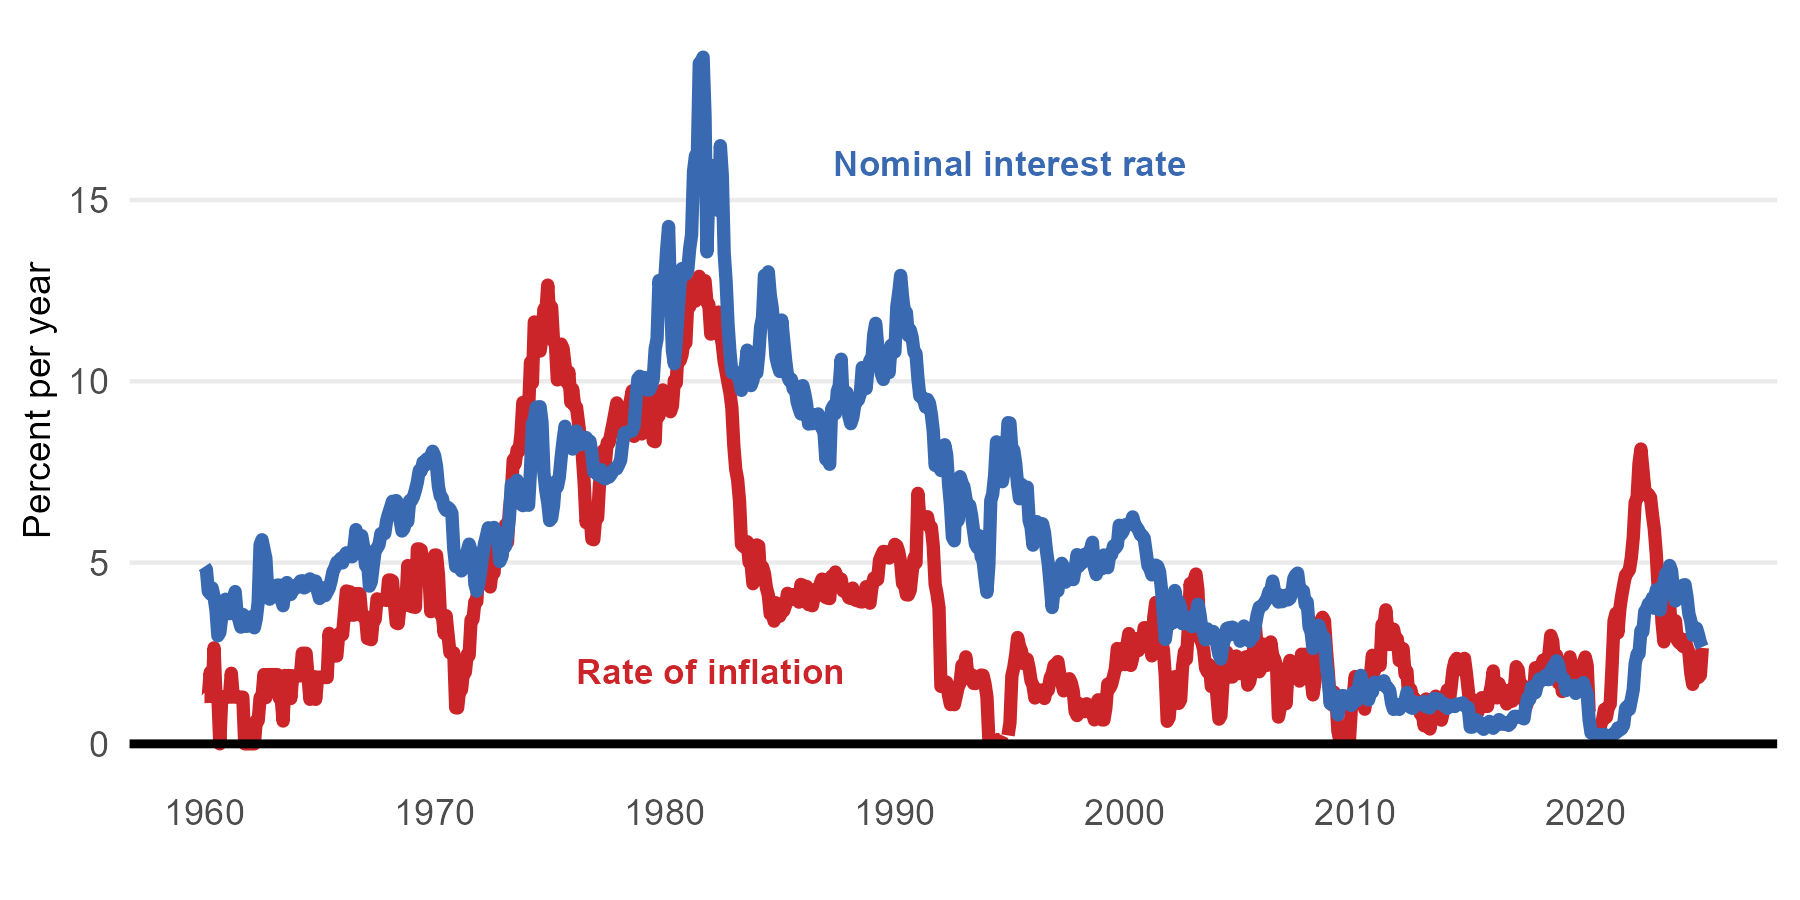 Nominal interest rate
15
10
Percent per year
5
Rate of inflation
0
1960 1970 1980 1990 2000 2010 2020